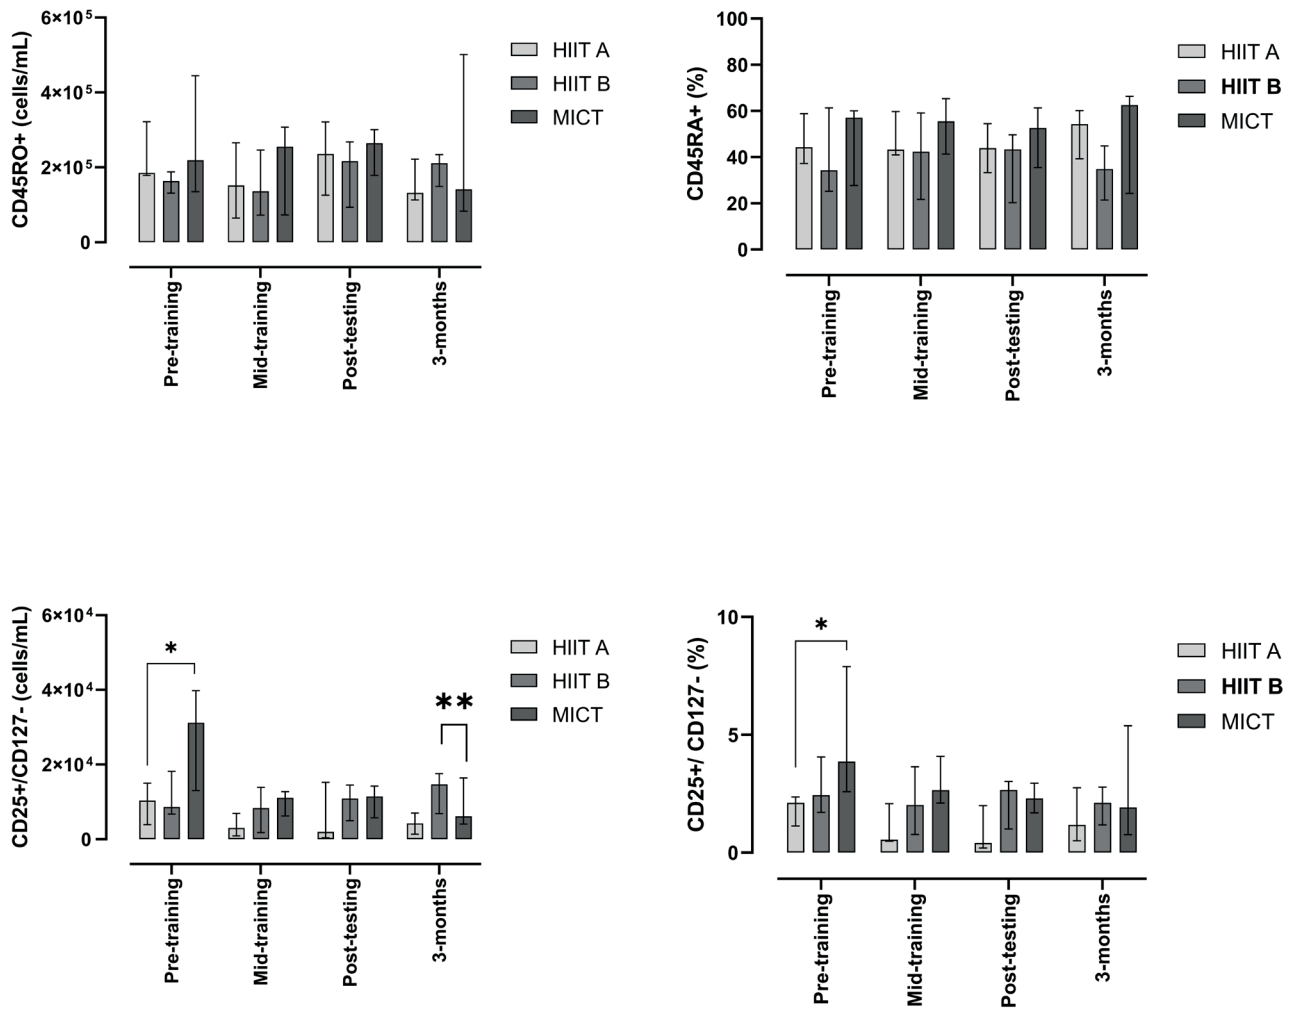 CD45RO+ (cells/mL)
6×10⁵
4×10⁵
2×10⁵
0
Pre-training
Mid-training
Post-testing
3-months
HIIT A
HIIT B
MICT
CD45RA+ (%)
100
80
60
40
20
0
Pre-training
Mid-training
Post-testing
3-months
HIIT A
HIIT B
MICT
CD25+/CD127- (cells/mL)
6×10⁴
4×10⁴
2×10⁴
0
*
**
Pre-training
Mid-training
Post-testing
3-months
HIIT A
HIIT B
MICT
CD25+/ CD127- (%)
10
5
0
*
Pre-training
Mid-training
Post-testing
3-months
HIIT A
HIIT B
MICT